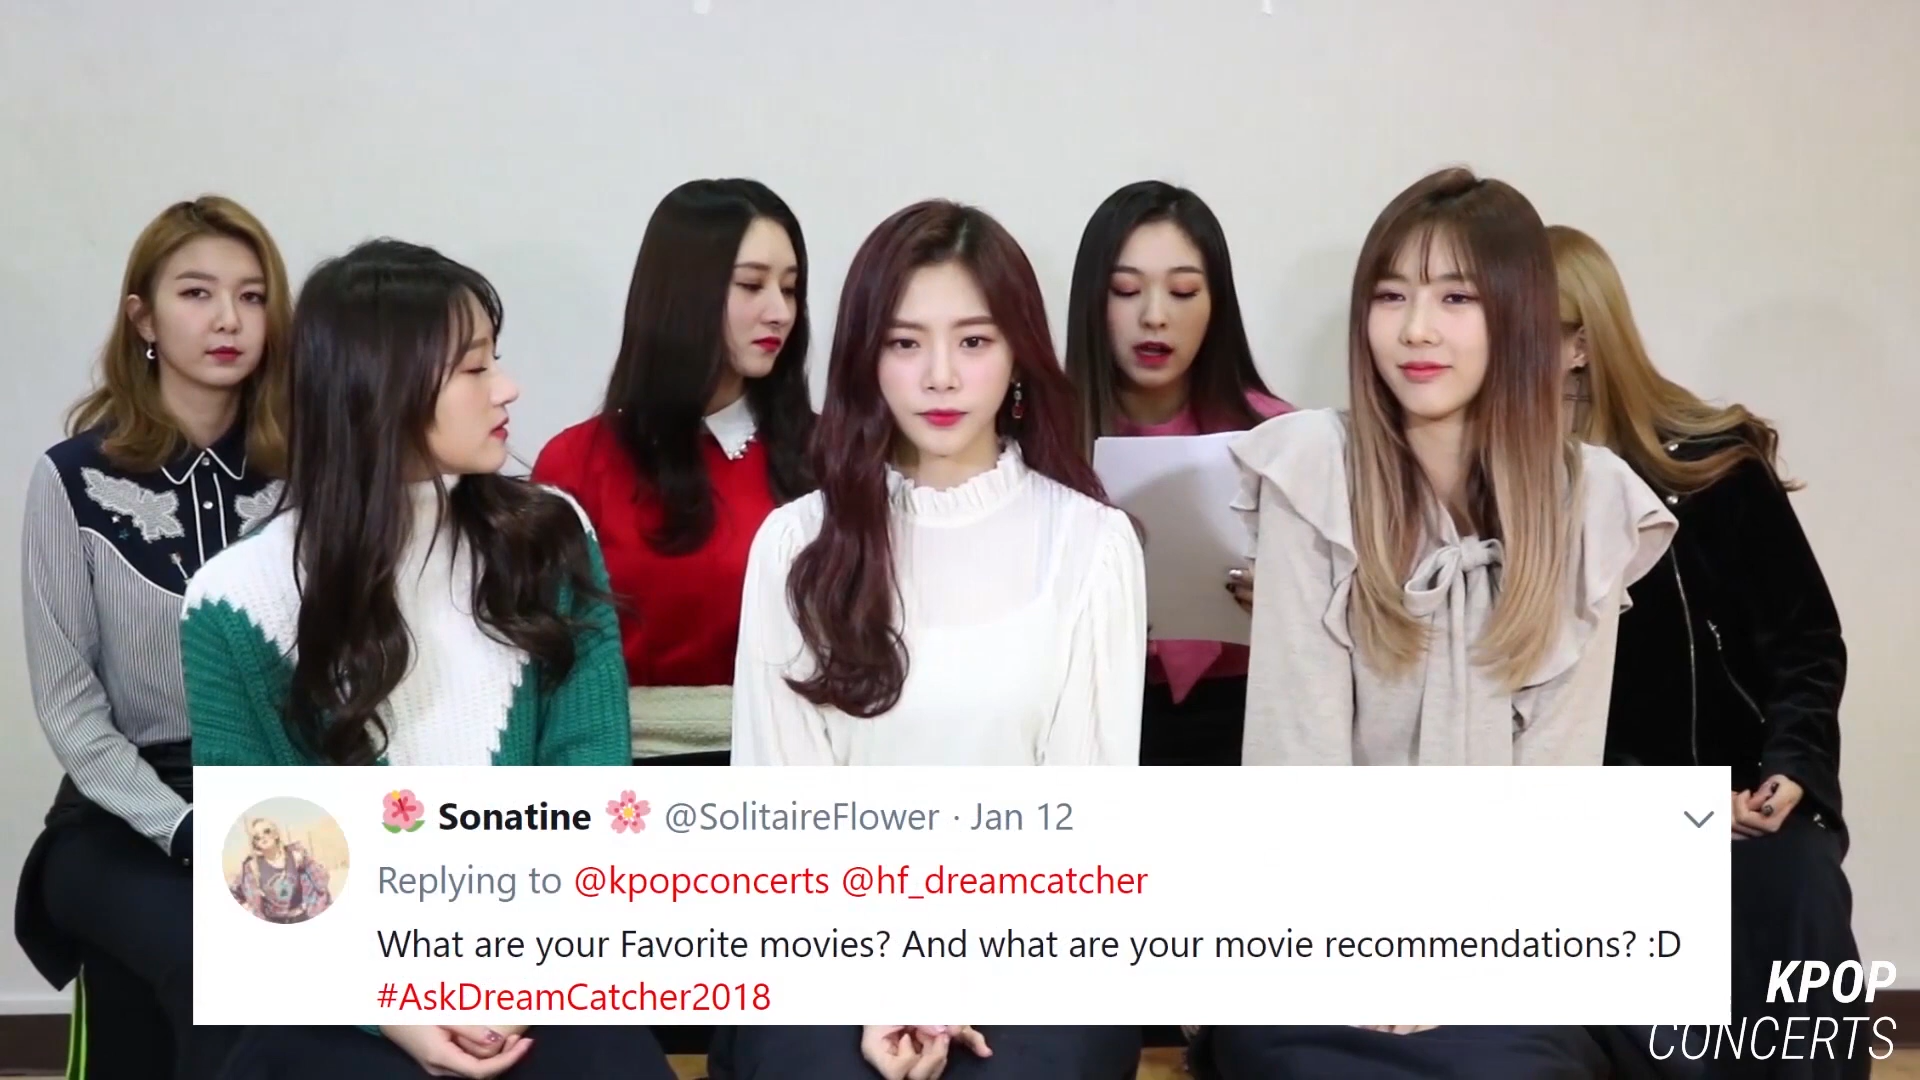 🌺 Sonatine 🌸 @SolitaireFlower · Jan 12
Replying to @kpopconcerts @hf_dreamcatcher
What are your Favorite movies? And what are your movie recommendations? :D
#AskDreamCatcher2018
KPOP
CONCERTS